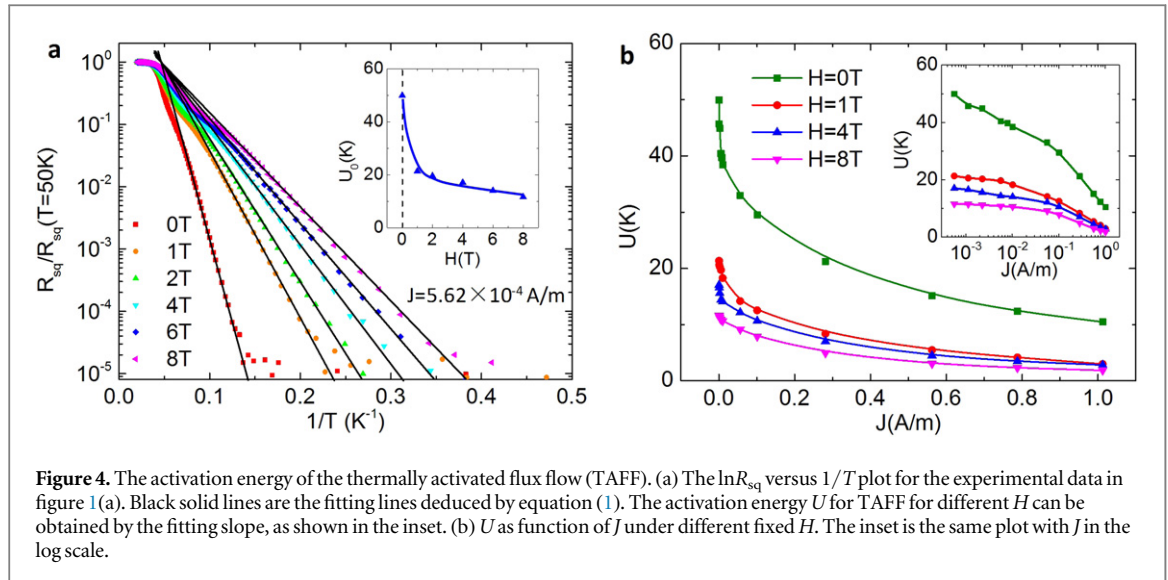 a
R_sq/R_sq(T=50K)
10^0
10^-1
10^-2
10^-3
10^-4
10^-5
0T
1T
2T
4T
6T
8T
0.0 0.1 0.2 0.3 0.4 0.5
1/T (K^-1)
U_0(K)
60
40
20
0
0 2 4 6 8
H(T)
J=5.62×10^-4 A/m
b
U(K)
60
40
20
0
H=0T
H=1T
H=4T
H=8T
0.0 0.2 0.4 0.6 0.8 1.0
J(A/m)
U(K)
60
40
20
0
10^-3 10^-2 10^-1 10^0
J(A/m)
Figure 4. The activation energy of the thermally activated flux flow (TAFF). (a) The lnR_sq versus 1/T plot for the experimental data in
figure 1(a). Black solid lines are the fitting lines deduced by equation (1). The activation energy U for TAFF for different H can be
obtained by the fitting slope, as shown in the inset. (b) U as function of J under different fixed H. The inset is the same plot with J in the
log scale.